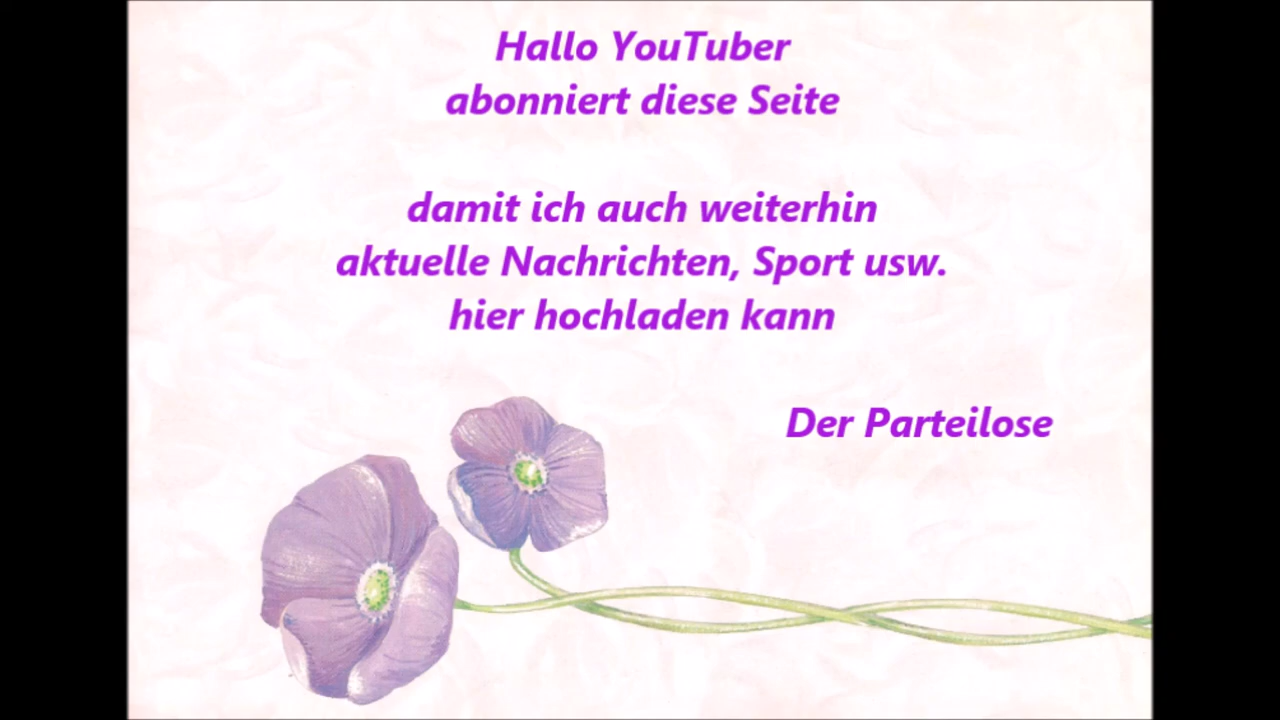 Hallo YouTuber
abonniert diese Seite
damit ich auch weiterhin
aktuelle Nachrichten, Sport usw.
hier hochladen kann
Der Parteilose